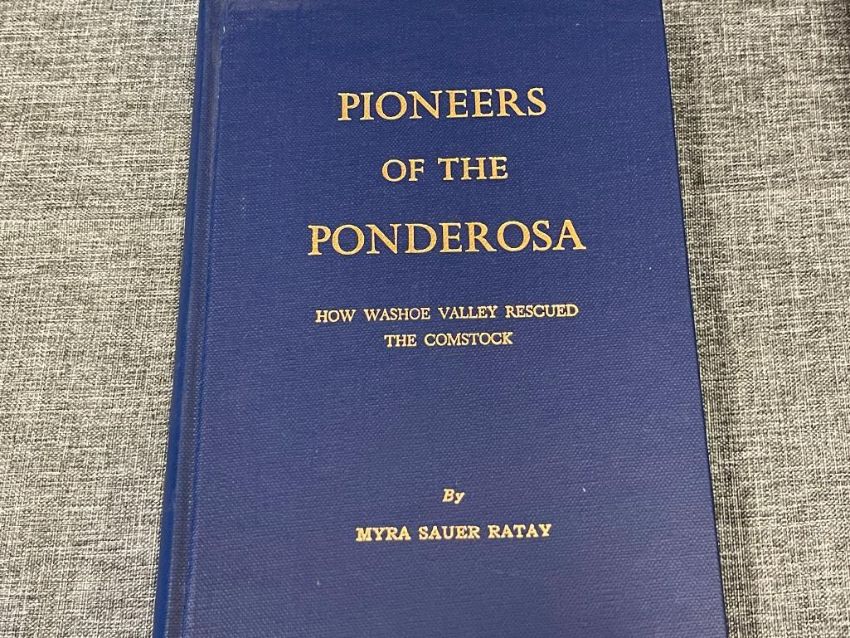 PIONEERS
OF THE
PONDEROSA
HOW WASHOE VALLEY RESCUED
THE COMSTOCK
By
MYRA SAUER RATAY